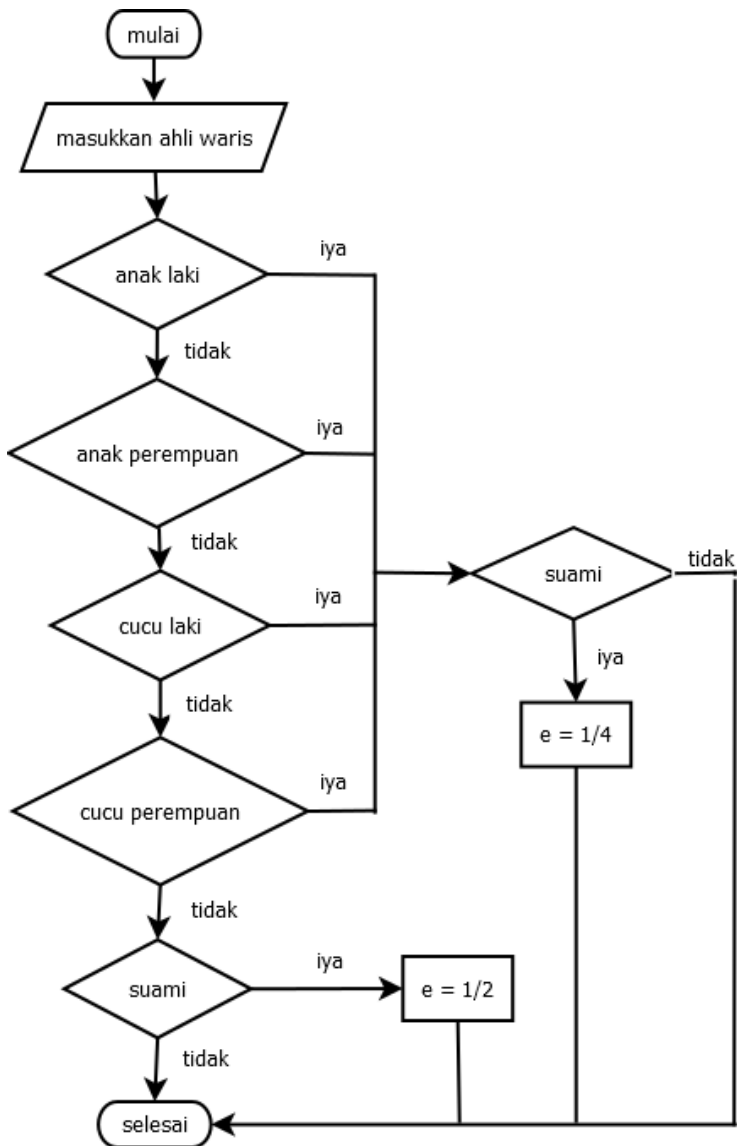 mulai
masukkan ahli waris
anak laki
iya
tidak
anak perempuan
iya
tidak
cucu laki
iya
tidak
cucu perempuan
iya
tidak
suami
iya
e = 1/2
tidak
selesai
suami
tidak
iya
e = 1/4